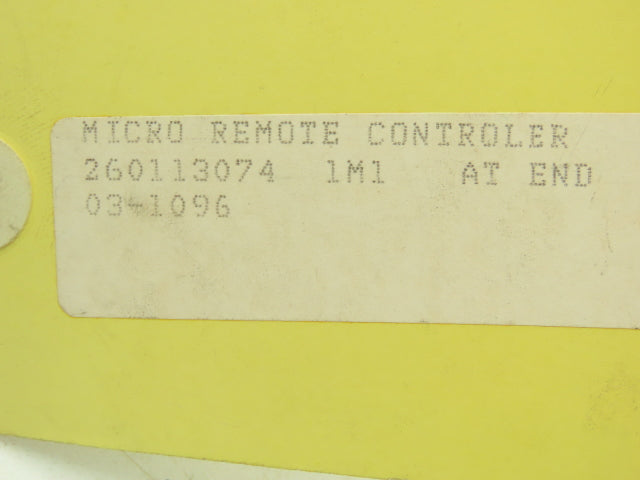 MICRO REMOTE CONTROLER
260113074 1M1 AT END
0341096